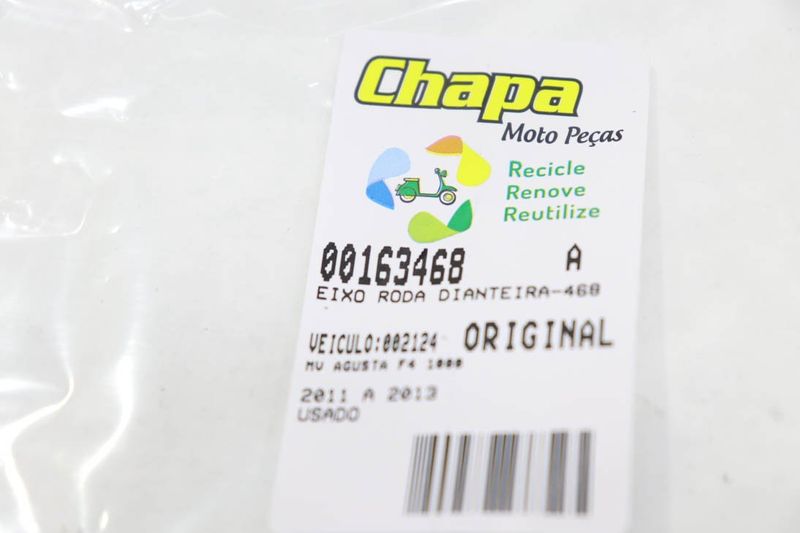 Chapa
Moto Peças
Recicle
Renove
Reutilize
00163468 A
EIXO RODA DIANTEIRA-468
VEICULO:002124 ORIGINAL
MV AGUSTA F4 1000
2011 A 2013
USADO